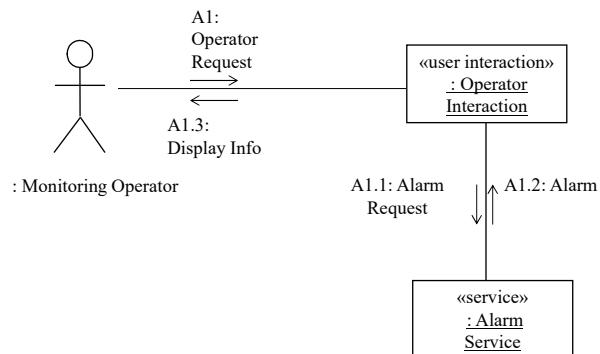 A1:
Operator
Request
A1.3:
Display Info
: Monitoring Operator
«user interaction»
: Operator
Interaction
A1.1: Alarm
Request
A1.2: Alarm
«service»
: Alarm
Service